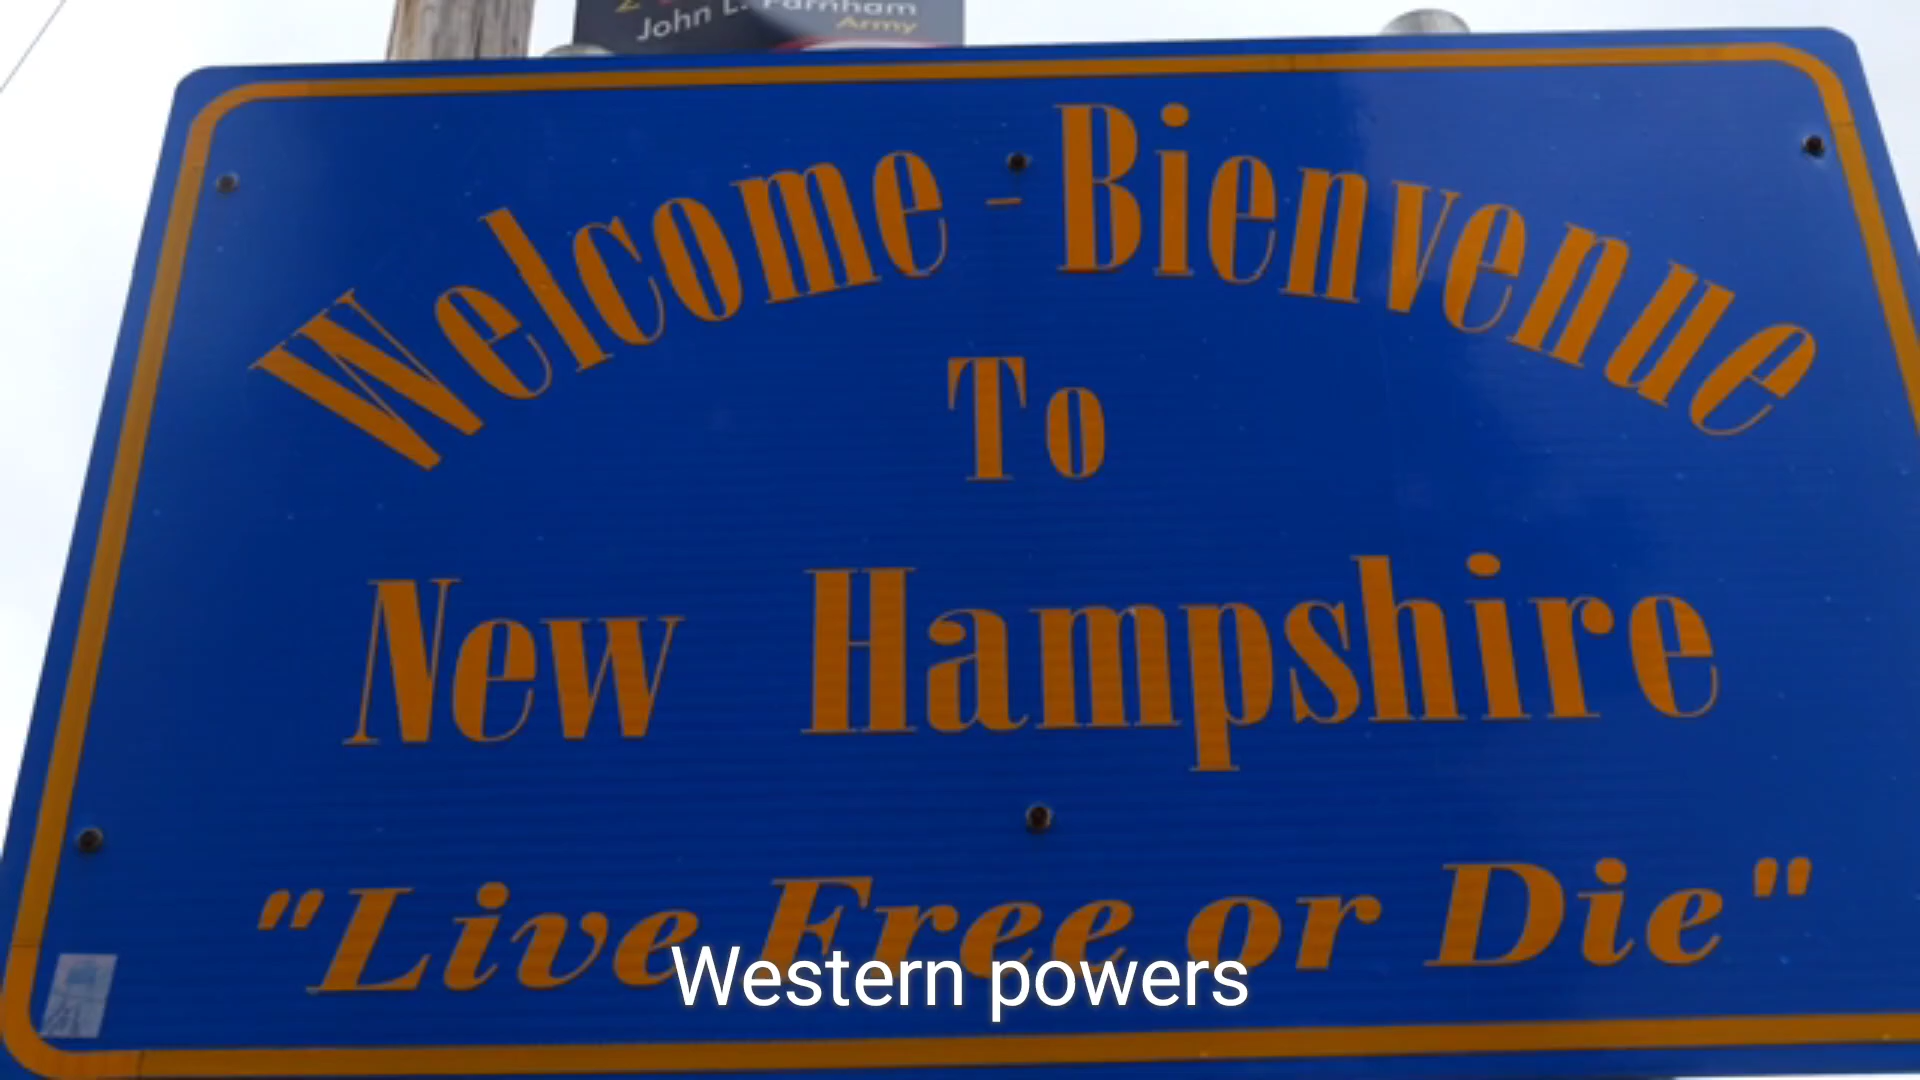 John L. Farnham
Army
Welcome - Bienvenue
To
New Hampshire
"Live Free or Die"
Western powers